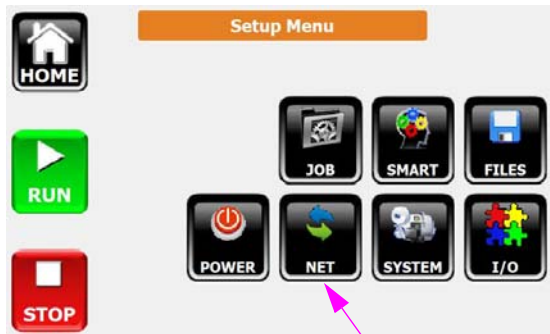 Setup Menu
HOME
JOB
SMART
FILES
RUN
POWER
NET
SYSTEM
I/O
STOP